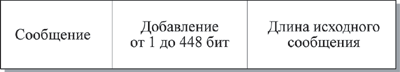 Сообщение
Добавление
от 1 до 448 бит
Длина исходного
сообщения